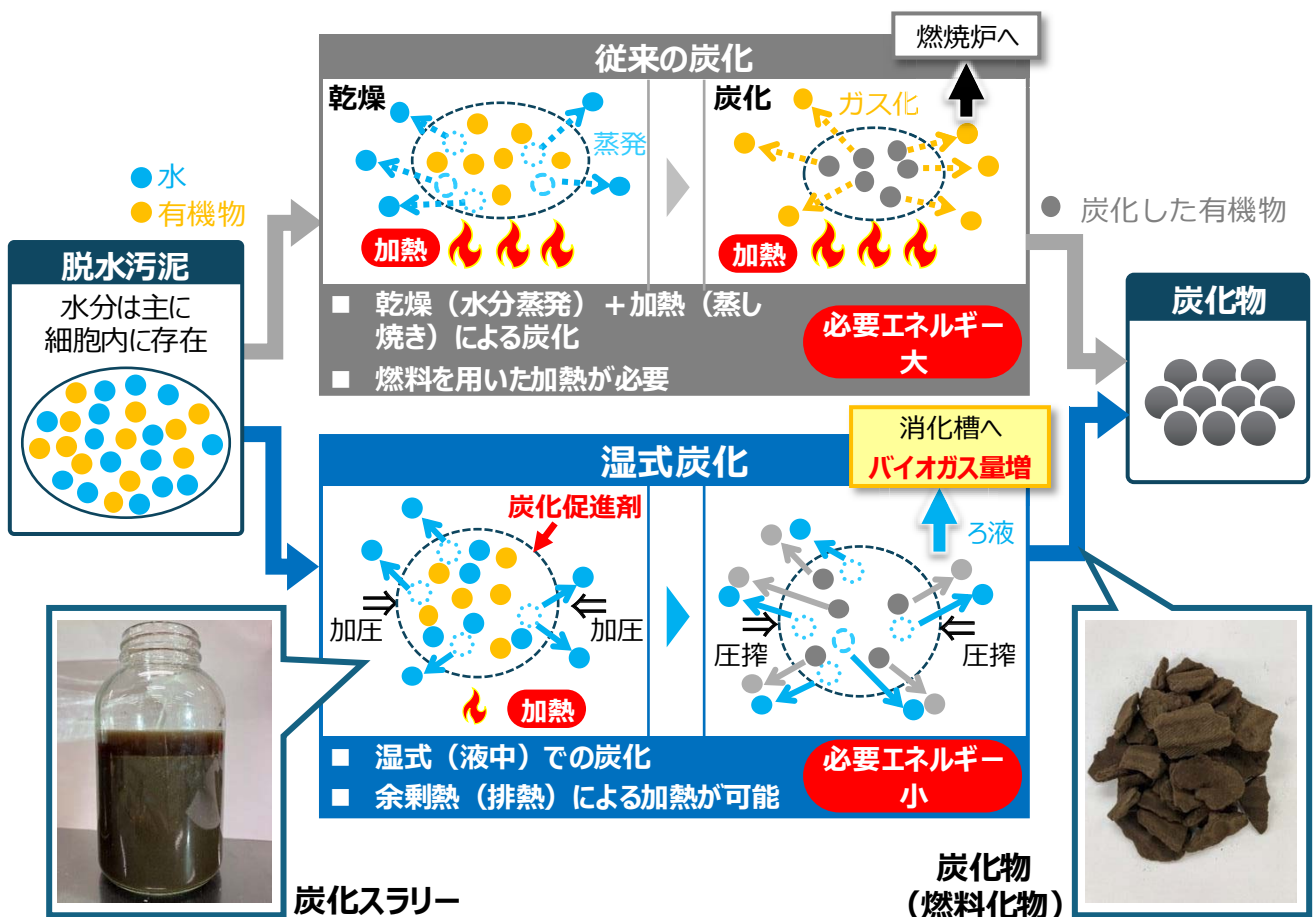 燃焼炉へ
従来の炭化
乾燥
蒸発
炭化
ガス化
水
有機物
炭化した有機物
加熱
加熱
脱水汚泥
水分は主に
細胞内に存在
■ 乾燥（水分蒸発）+加熱（蒸し
焼き）による炭化
■ 燃料を用いた加熱が必要
必要エネルギー
大
炭化物
湿式炭化
消化槽へ
バイオガス量増
炭化促進剤
ろ液
加圧
加圧
圧搾
圧搾
加熱
■ 湿式（液中）での炭化
■ 余剰熱（排熱）による加熱が可能
必要エネルギー
小
炭化スラリー
炭化物
（燃料化物）